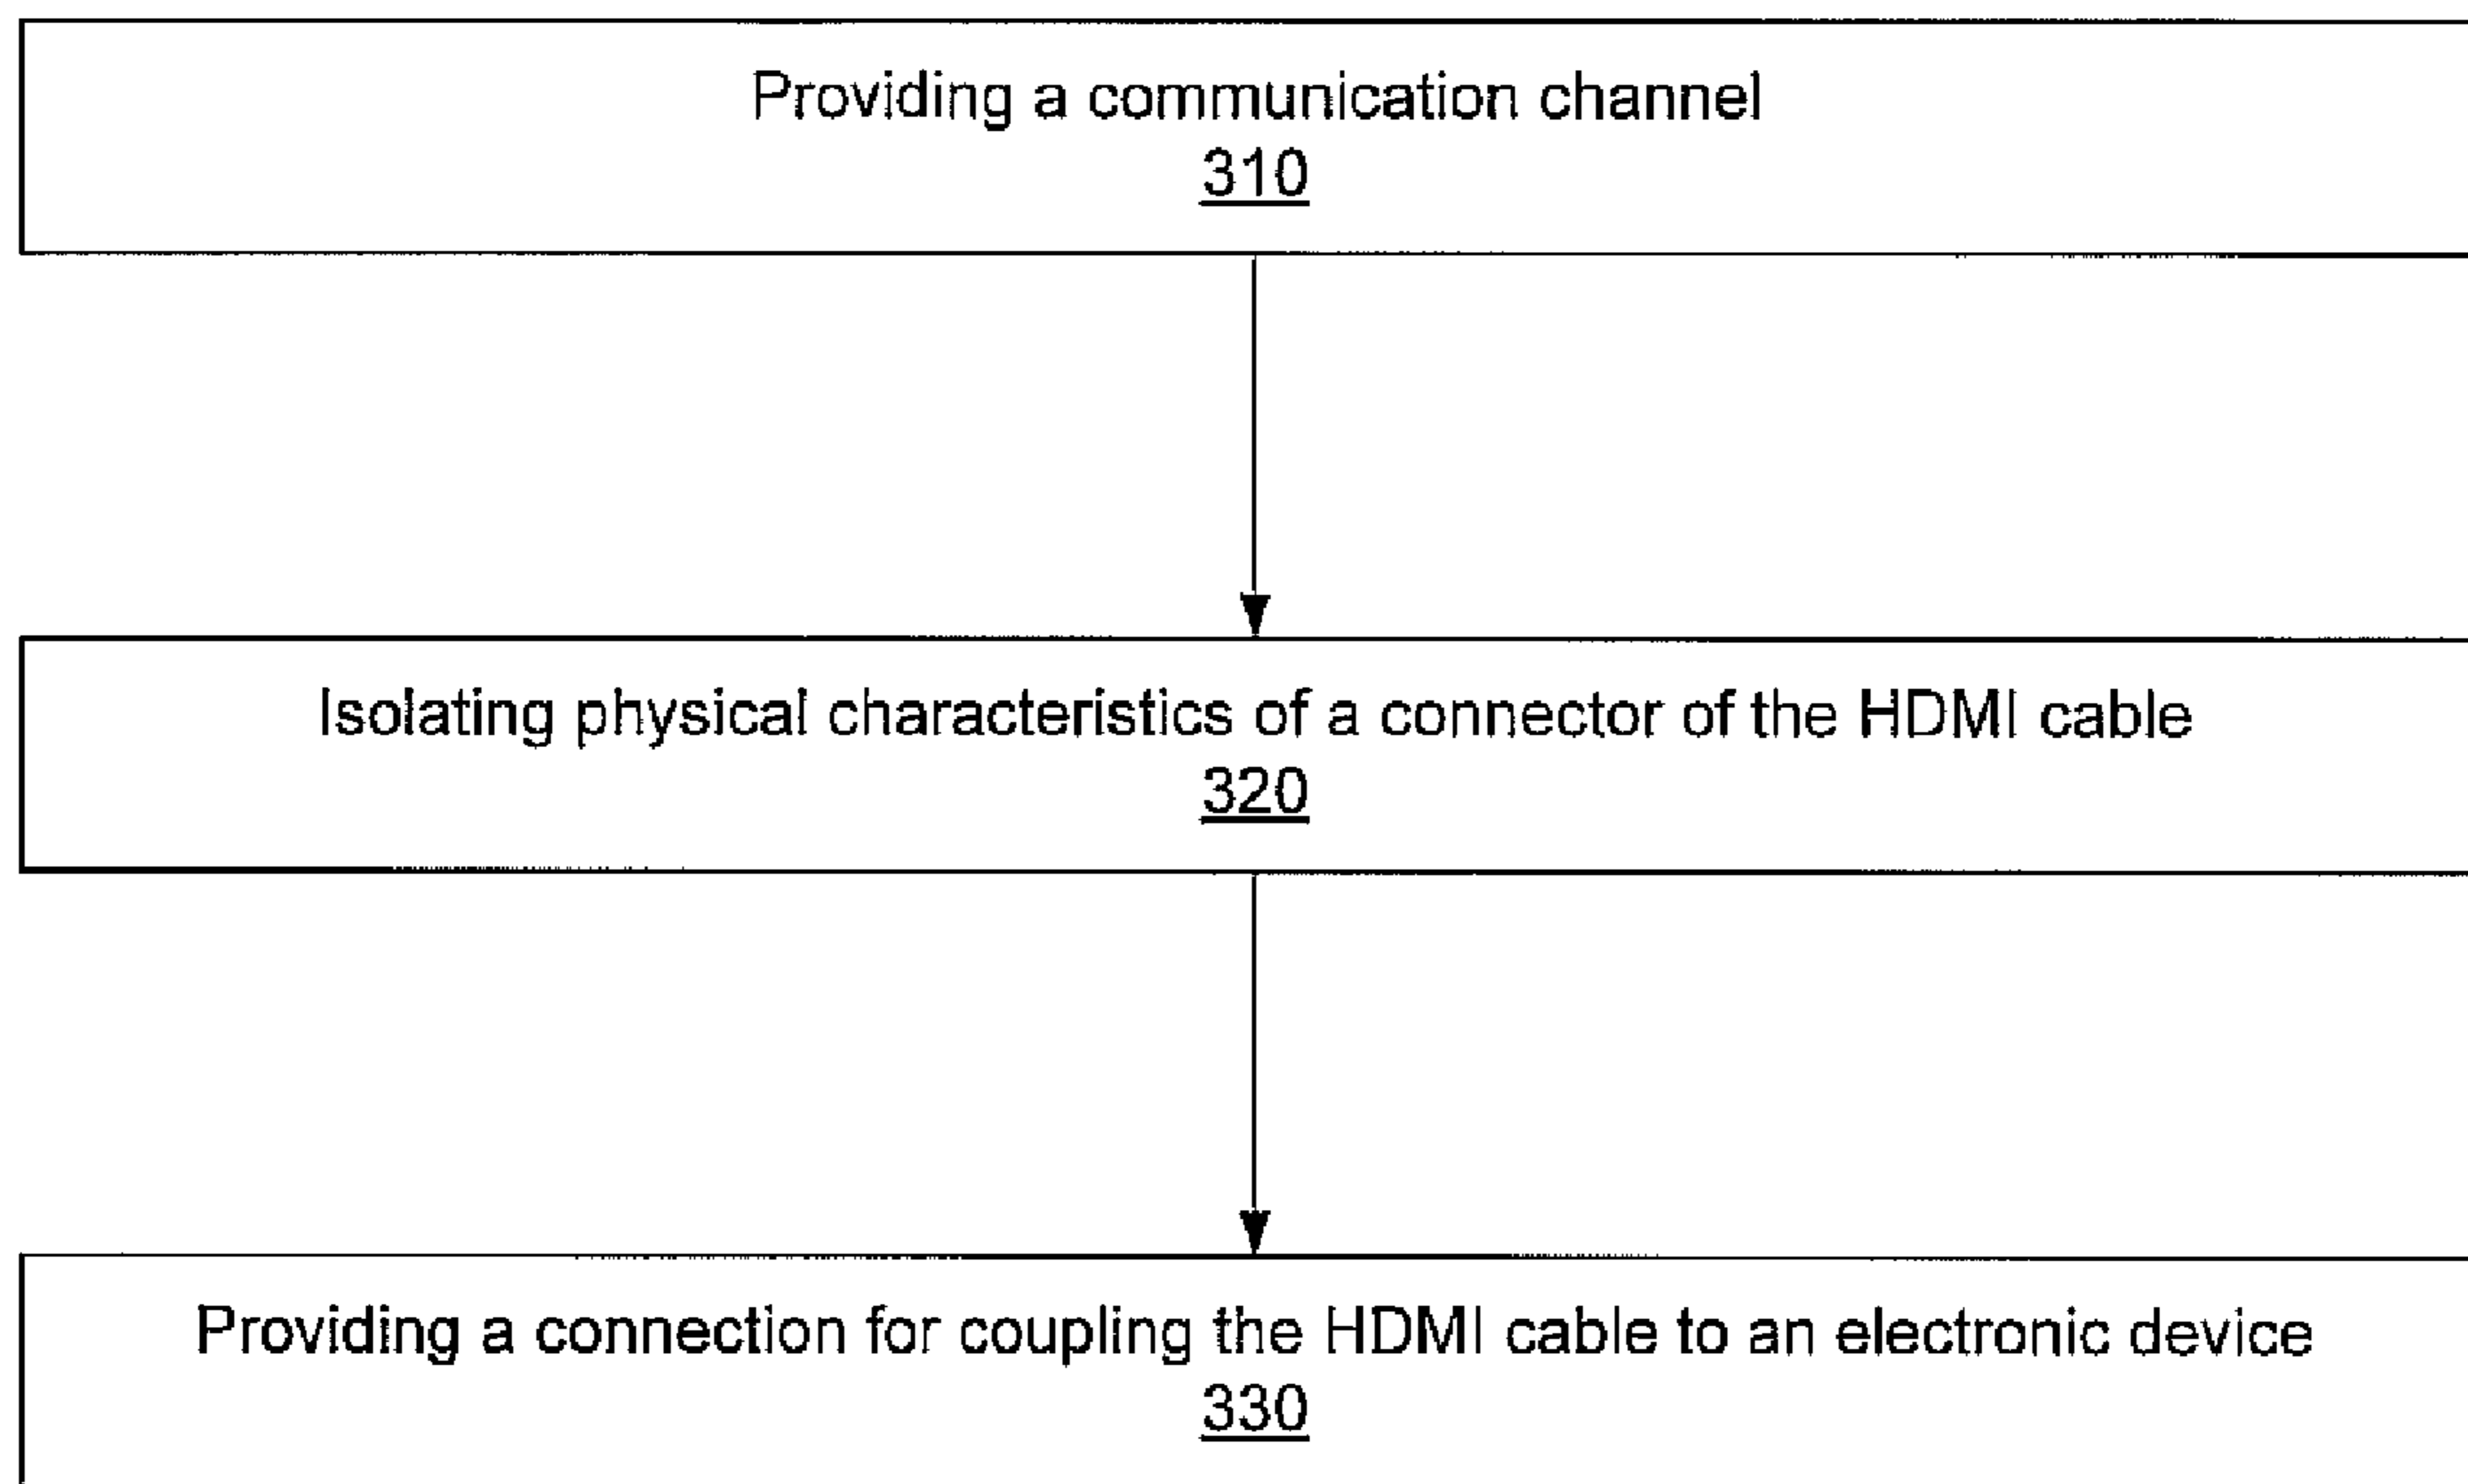 Providing a communication channel
310
Isolating physical characteristics of a connector of the HDMI cable
320
Providing a connection for coupling the HDMI cable to an electronic device
330